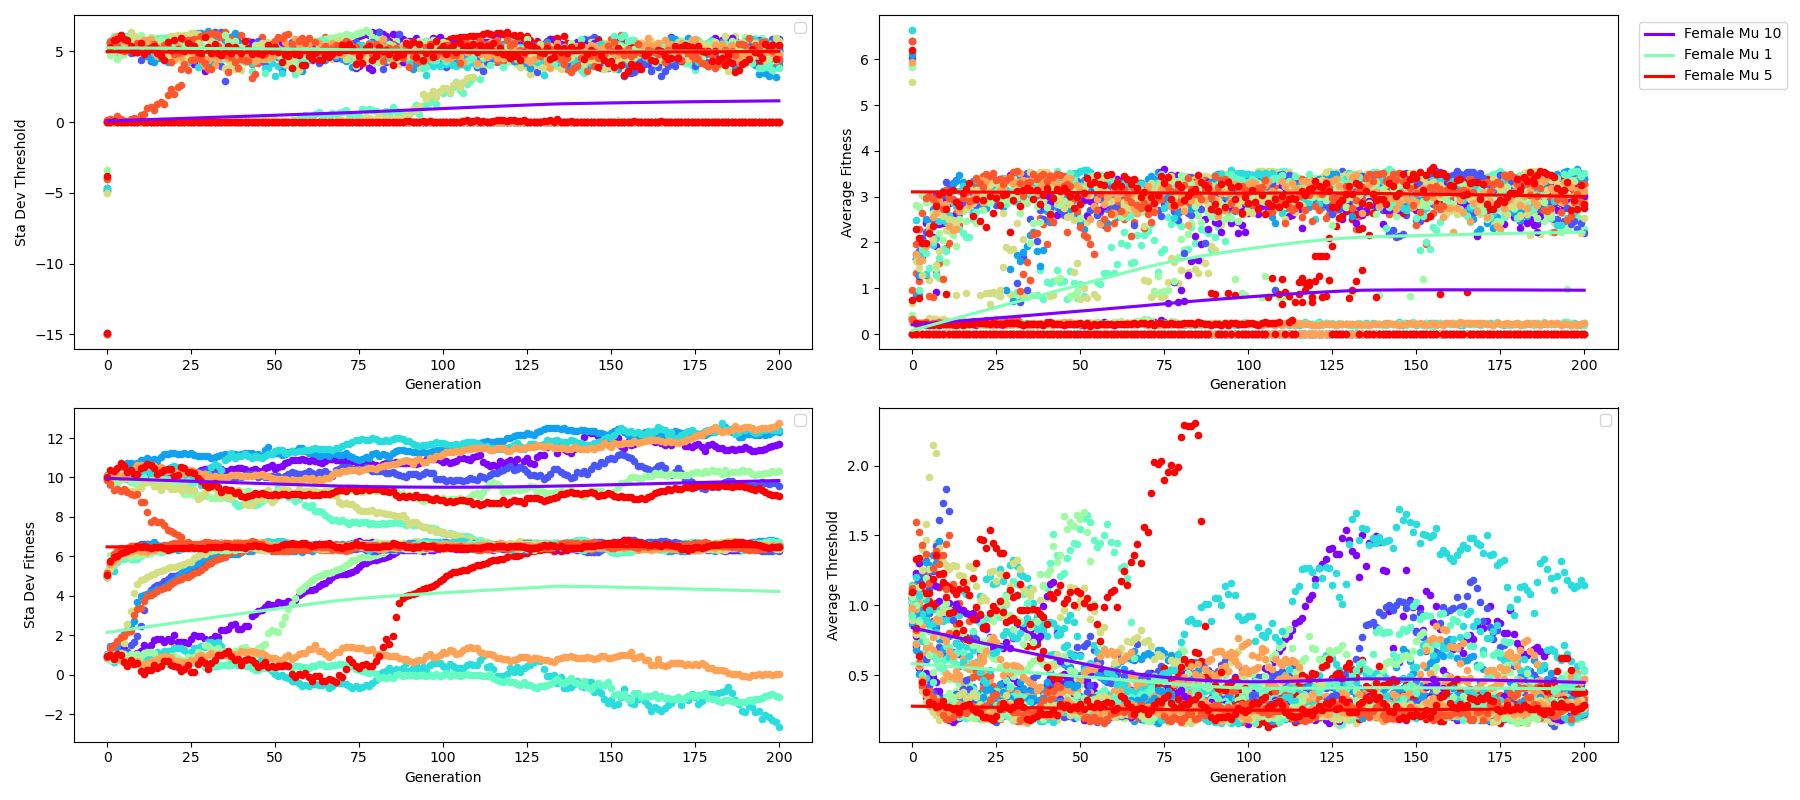 Sta Dev Threshold
5
0
−5
−10
−15
0 25 50 75 100 125 150 175 200
Generation
Average Fitness
6
5
4
3
2
1
0
0 25 50 75 100 125 150 175 200
Generation
Female Mu 10
Female Mu 1
Female Mu 5
Sta Dev Fitness
12
10
8
6
4
2
0
−2
0 25 50 75 100 125 150 175 200
Generation
Average Threshold
2.0
1.5
1.0
0.5
0 25 50 75 100 125 150 175 200
Generation